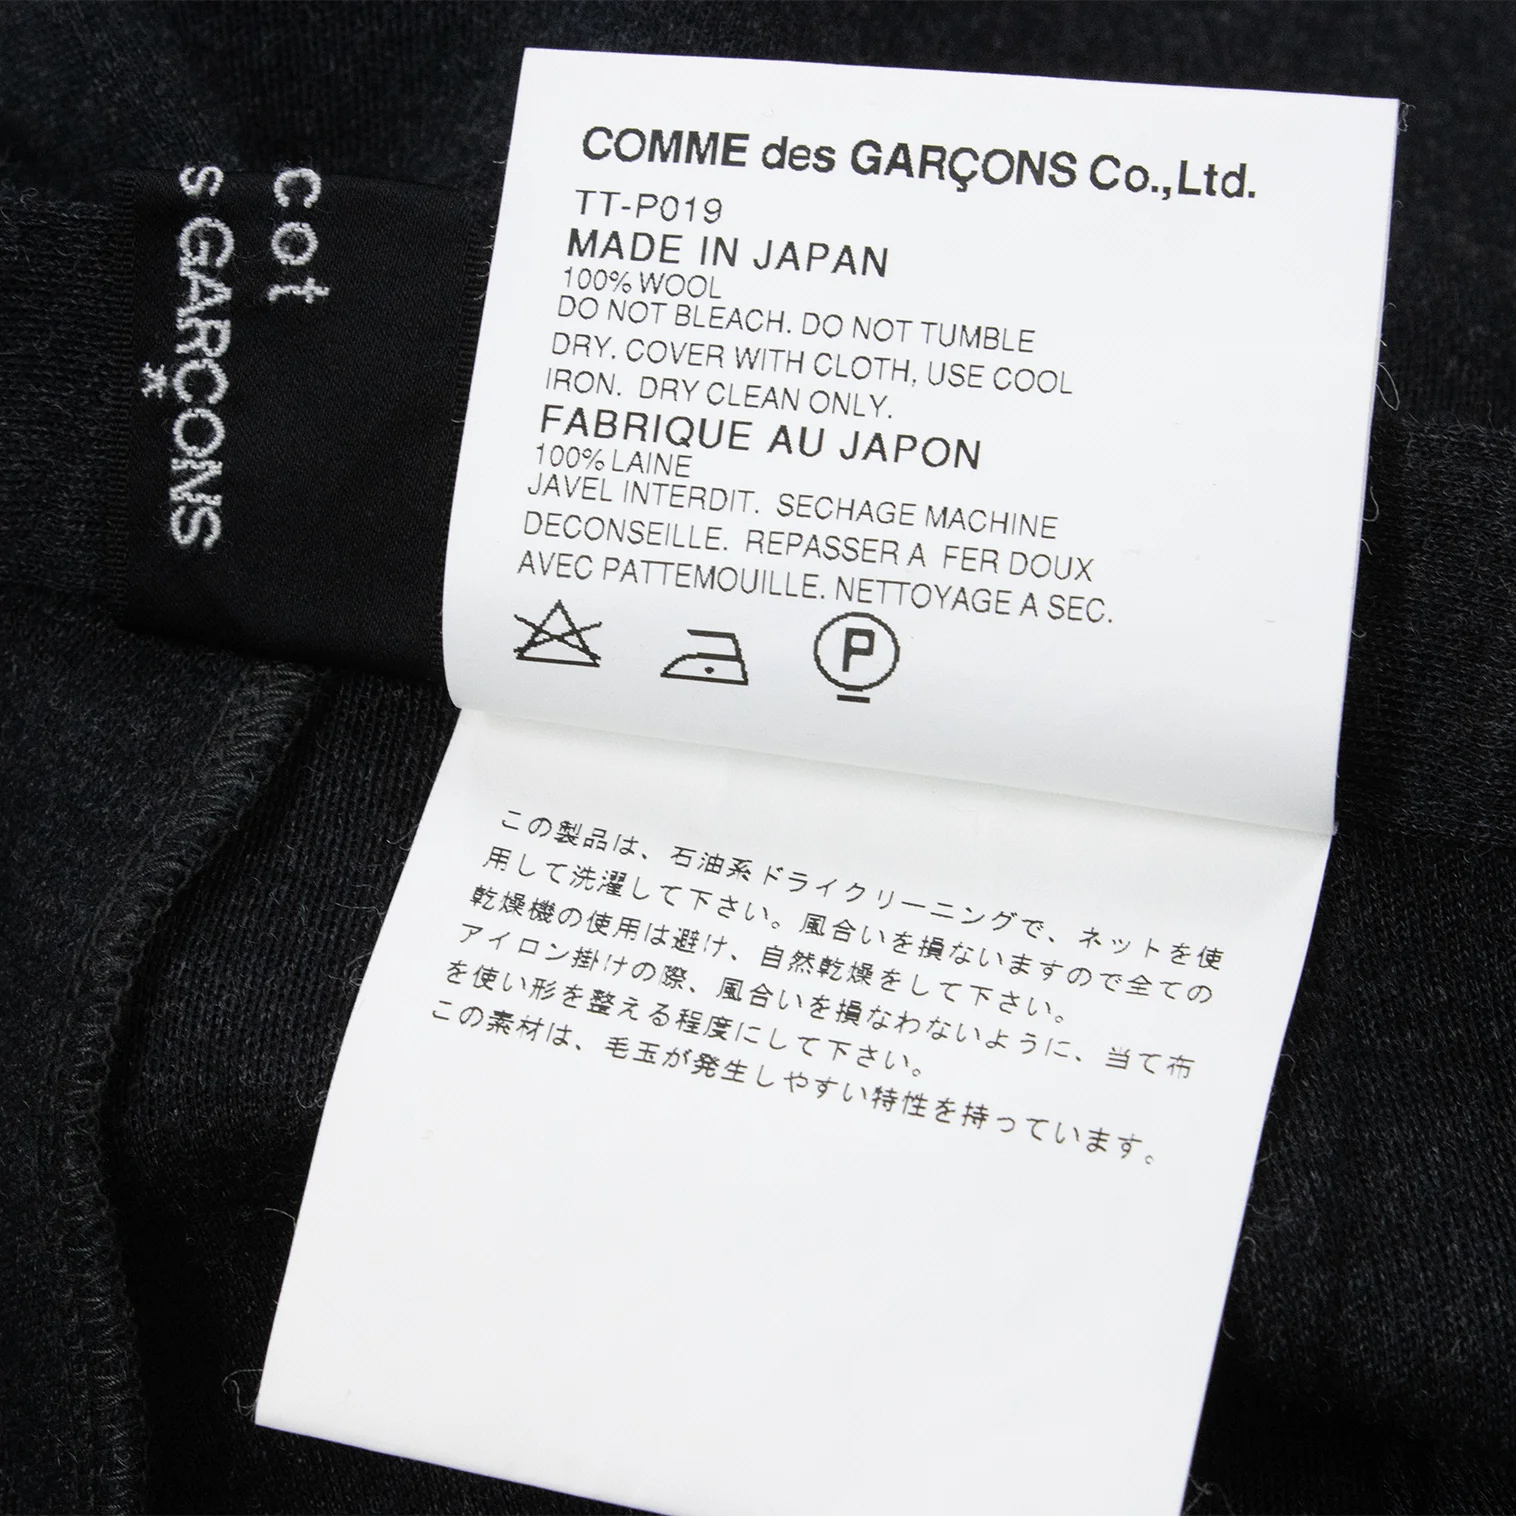 cot
s GARÇONS
*
COMME des GARÇONS Co.,Ltd.
TT-P019
MADE IN JAPAN
100% WOOL
DO NOT BLEACH. DO NOT TUMBLE
DRY. COVER WITH CLOTH, USE COOL
IRON. DRY CLEAN ONLY.
FABRIQUE AU JAPON
100% LAINE
JAVEL INTERDIT. SECHAGE MACHINE
DECONSEILLE. REPASSER A FER DOUX
AVEC PATTEMOUILLE. NETTOYAGE A SEC.
P
この製品は、石油系ドライクリーニングで、ネットを使
用して洗濯して下さい。風合いを損ないますので全ての
乾燥機の使用は避け、自然乾燥をして下さい。
アイロン掛けの際、風合いを損なわないように、当て布
を使い形を整える程度にして下さい。
この素材は、毛玉が発生しやすい特性を持っています。